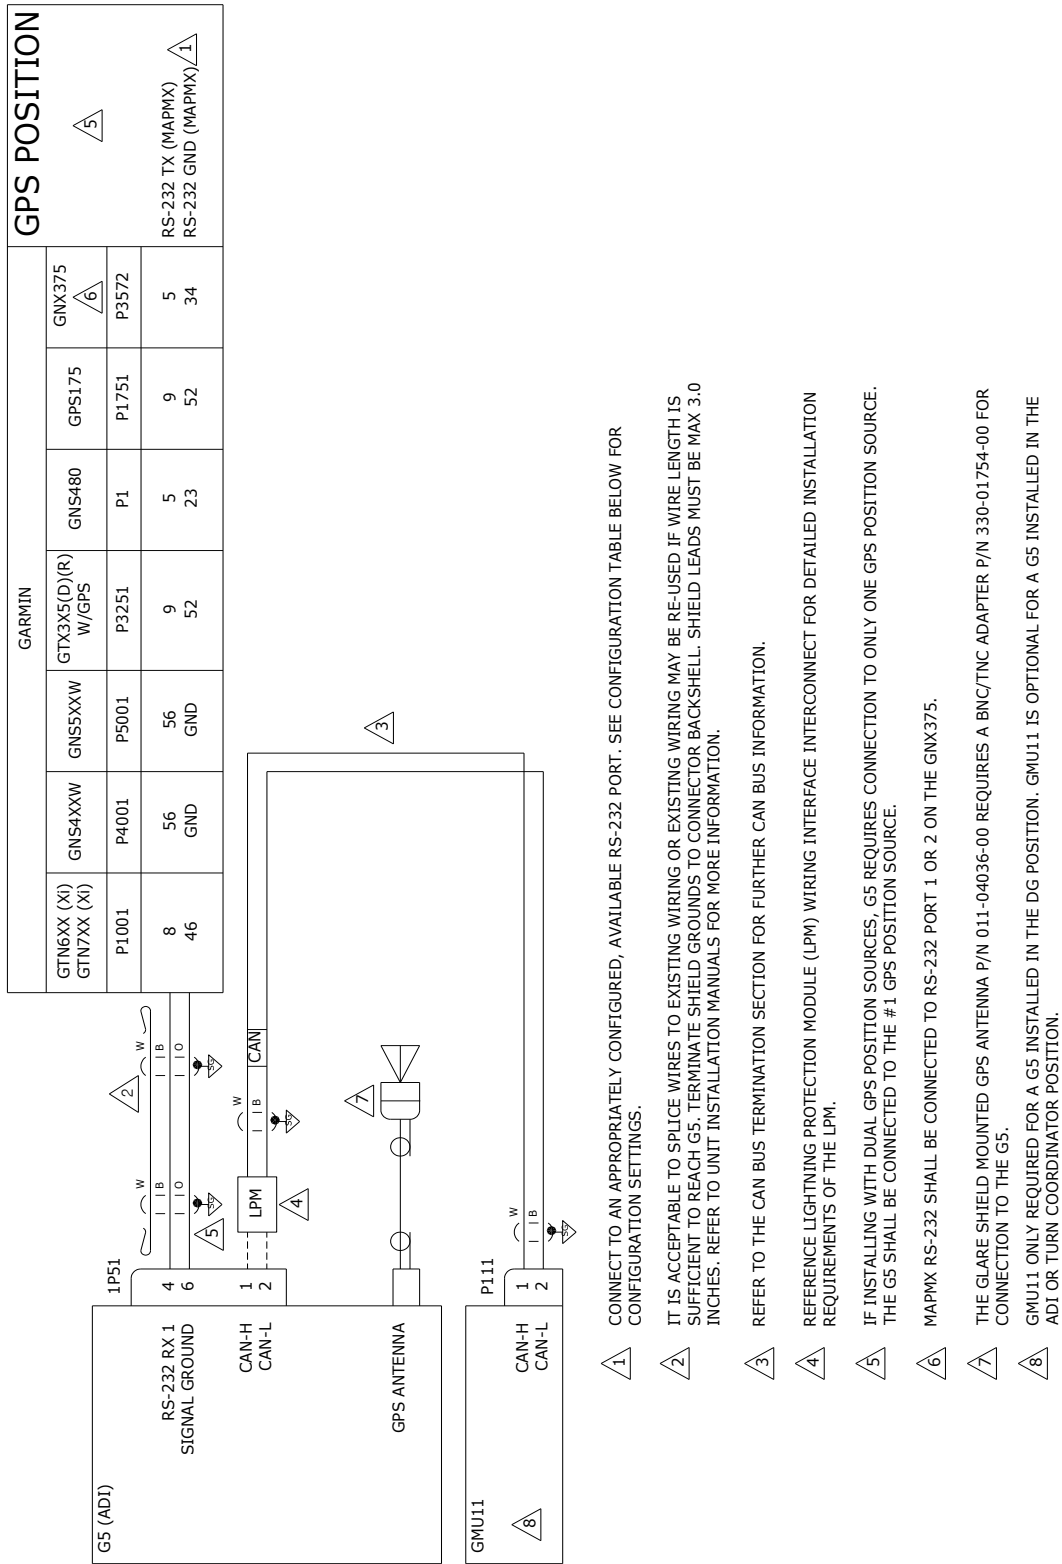 GARMIN
GPS POSITION
GTN6XX (Xi)
GTN7XX (Xi)
GNS4XXW
GNS5XXW
GTX3X5(D)(R)
W/GPS
GNS480
GPS175
GNX375
6
5
P1001
P4001
P5001
P3251
P1
P1751
P3572
8
46
56
GND
56
GND
9
52
5
23
9
52
5
34
RS-232 TX (MAPMX)
RS-232 GND (MAPMX)
1
G5 (ADI)
1P51
RS-232 RX 1
SIGNAL GROUND
4
6
W
B
O
SG
5
2
W
B
O
SG
CAN-H
CAN-L
1
2
LPM
4
W
B
SG
CAN
3
GPS ANTENNA
7
GMU11
8
P111
CAN-H
CAN-L
1
2
W
B
SG
1 CONNECT TO AN APPROPRIATELY CONFIGURED, AVAILABLE RS-232 PORT. SEE CONFIGURATION TABLE BELOW FOR
CONFIGURATION SETTINGS.
2 IT IS ACCEPTABLE TO SPLICE WIRES TO EXISTING WIRING OR EXISTING WIRING MAY BE RE-USED IF WIRE LENGTH IS
SUFFICIENT TO REACH G5. TERMINATE SHIELD GROUNDS TO CONNECTOR BACKSHELL. SHIELD LEADS MUST BE MAX 3.0
INCHES. REFER TO UNIT INSTALLATION MANUALS FOR MORE INFORMATION.
3 REFER TO THE CAN BUS TERMINATION SECTION FOR FURTHER CAN BUS INFORMATION.
4 REFERENCE LIGHTNING PROTECTION MODULE (LPM) WIRING INTERFACE INTERCONNECT FOR DETAILED INSTALLATION
REQUIREMENTS OF THE LPM.
5 IF INSTALLING WITH DUAL GPS POSITION SOURCES, G5 REQUIRES CONNECTION TO ONLY ONE GPS POSITION SOURCE.
THE G5 SHALL BE CONNECTED TO THE #1 GPS POSITION SOURCE.
6 MAPMX RS-232 SHALL BE CONNECTED TO RS-232 PORT 1 OR 2 ON THE GNX375.
7 THE GLARE SHIELD MOUNTED GPS ANTENNA P/N 011-04036-00 REQUIRES A BNC/TNC ADAPTER P/N 330-01754-00 FOR
CONNECTION TO THE G5.
8 GMU11 ONLY REQUIRED FOR A G5 INSTALLED IN THE DG POSITION. GMU11 IS OPTIONAL FOR A G5 INSTALLED IN THE
ADI OR TURN COORDINATOR POSITION.